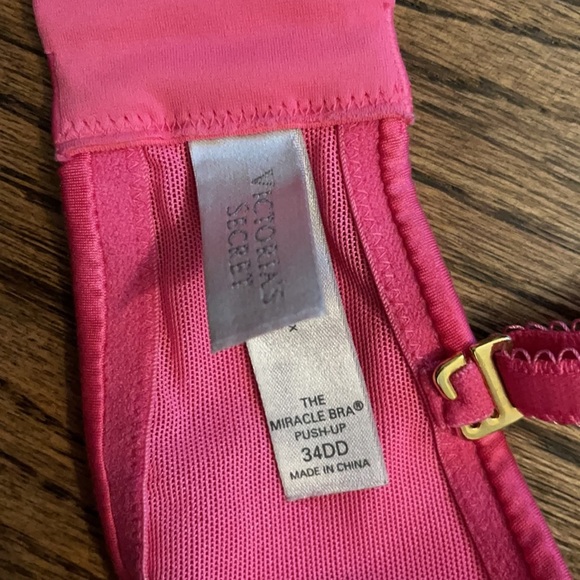 VICTORIA'S
SECRET
x
THE
MIRACLE BRA®
PUSH-UP
34DD
MADE IN CHINA